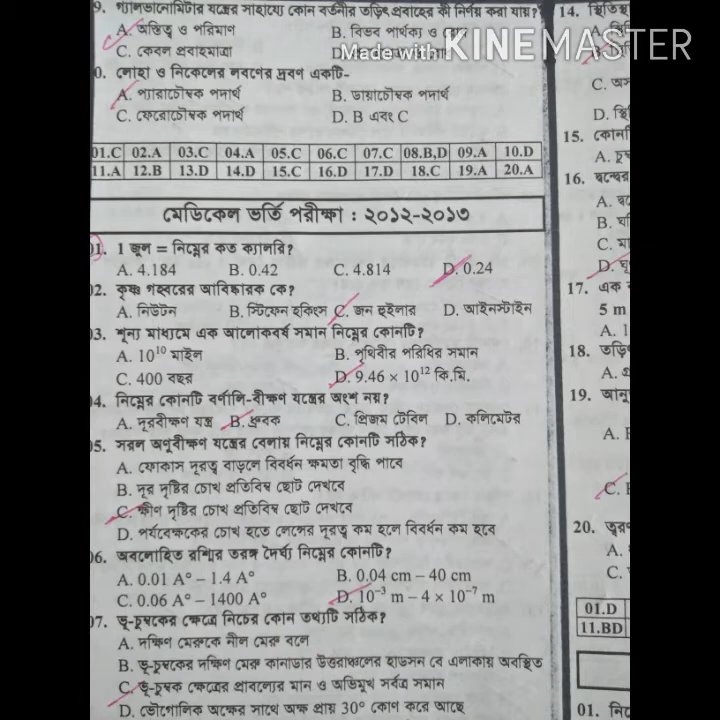 9. গ্যালভানোমিটার যন্ত্রের সাহায্যে কোন বর্তনীর তড়িৎ প্রবাহের কী নির্ণয় করা যায়?
A. অস্তিত্ব ও পরিমাণ B. বিভব পার্থক্য ও
C. কেবল প্রবাহমাত্রা D.
Made with KINEMASTER
0. লোহা ও নিকেলের লবণের দ্রবণ একটি-
A. প্যারাচৌম্বক পদার্থ B. ডায়াচৌম্বক পদার্থ
C. ফেরোচৌম্বক পদার্থ D. B এবং C
01.C 02.A 03.C 04.A 05.C 06.C 07.C 08.B,D 09.A 10.D
11.A 12.B 13.D 14.D 15.C 16.D 17.D 18.C 19.A 20.A
মেডিকেল ভর্তি পরীক্ষা : ২০১২-২০১৩
01. 1 জুল = নিম্নের কত ক্যালরি?
A. 4.184 B. 0.42 C. 4.814 D. 0.24
02. কৃষ্ণ গহ্বরের আবিষ্কারক কে?
A. নিউটন B. স্টিফেন হকিংস C. জন হুইলার D. আইনস্টাইন
03. শূন্য মাধ্যমে এক আলোকবর্ষ সমান নিম্নের কোনটি?
A. 10¹⁰ মাইল B. পৃথিবীর পরিধির সমান
C. 400 বছর D. 9.46 × 10¹² কি.মি.
04. নিম্নের কোনটি বর্ণালি-বীক্ষণ যন্ত্রের অংশ নয়?
A. দূরবীক্ষণ যন্ত্র B. ধ্রুবক C. প্রিজম টেবিল D. কলিমেটর
05. সরল অণুবীক্ষণ যন্ত্রের বেলায় নিম্নের কোনটি সঠিক?
A. ফোকাস দূরত্ব বাড়লে বিবর্ধন ক্ষমতা বৃদ্ধি পাবে
B. দূর দৃষ্টির চোখ প্রতিবিম্ব ছোট দেখবে
C. ক্ষীণ দৃষ্টির চোখ প্রতিবিম্ব ছোট দেখবে
D. পর্যবেক্ষকের চোখ হতে লেন্সের দূরত্ব কম হলে বিবর্ধন কম হবে
06. অবলোহিত রশ্মির তরঙ্গ দৈর্ঘ্য নিম্নের কোনটি?
A. 0.01 A° – 1.4 A° B. 0.04 cm – 40 cm
C. 0.06 A° – 1400 A° D. 10⁻³ m – 4 × 10⁻⁷ m
07. ভূ-চুম্বকের ক্ষেত্রে নিচের কোন তথ্যটি সঠিক?
A. দক্ষিণ মেরুকে নীল মেরু বলে
B. ভূ-চুম্বকের দক্ষিণ মেরু কানাডার উত্তরাঞ্চলের হাডসন বে এলাকায় অবস্থিত
C. ভূ-চুম্বক ক্ষেত্রের প্রাবল্যের মান ও অভিমুখ সর্বত্র সমান
D. ভৌগোলিক অক্ষের সাথে অক্ষ প্রায় 30° কোণ করে আছে
14. স্থিতিস্থ
A.
B.
C.
D. স্থি
15. কোনটি
A. চুম্ব
16.
A.
B.
C.
D.
17. এক
5 m
A. 1
18. তড়ি
A.
19.
A.
C.
20.
A.
C.
01.D
11.BD
01. নি